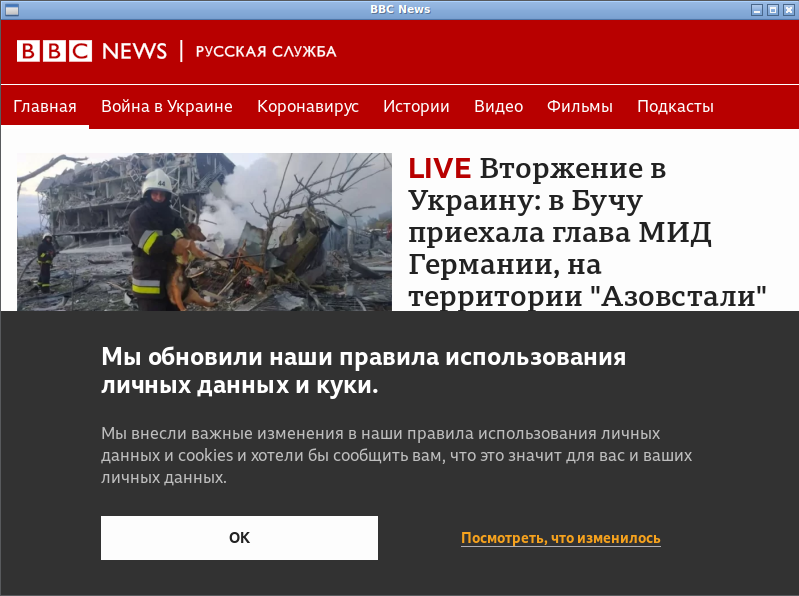 BBC News
BBC NEWS | РУССКАЯ СЛУЖБА
Главная Война в Украине Коронавирус Истории Видео Фильмы Подкасты
LIVE Вторжение в
Украину: в Бучу
приехала глава МИД
Германии, на
территории "Азовстали"
Мы обновили наши правила использования
личных данных и куки.
Мы внесли важные изменения в наши правила использования личных
данных и cookies и хотели бы сообщить вам, что это значит для вас и ваших
личных данных.
OK Посмотреть, что изменилось